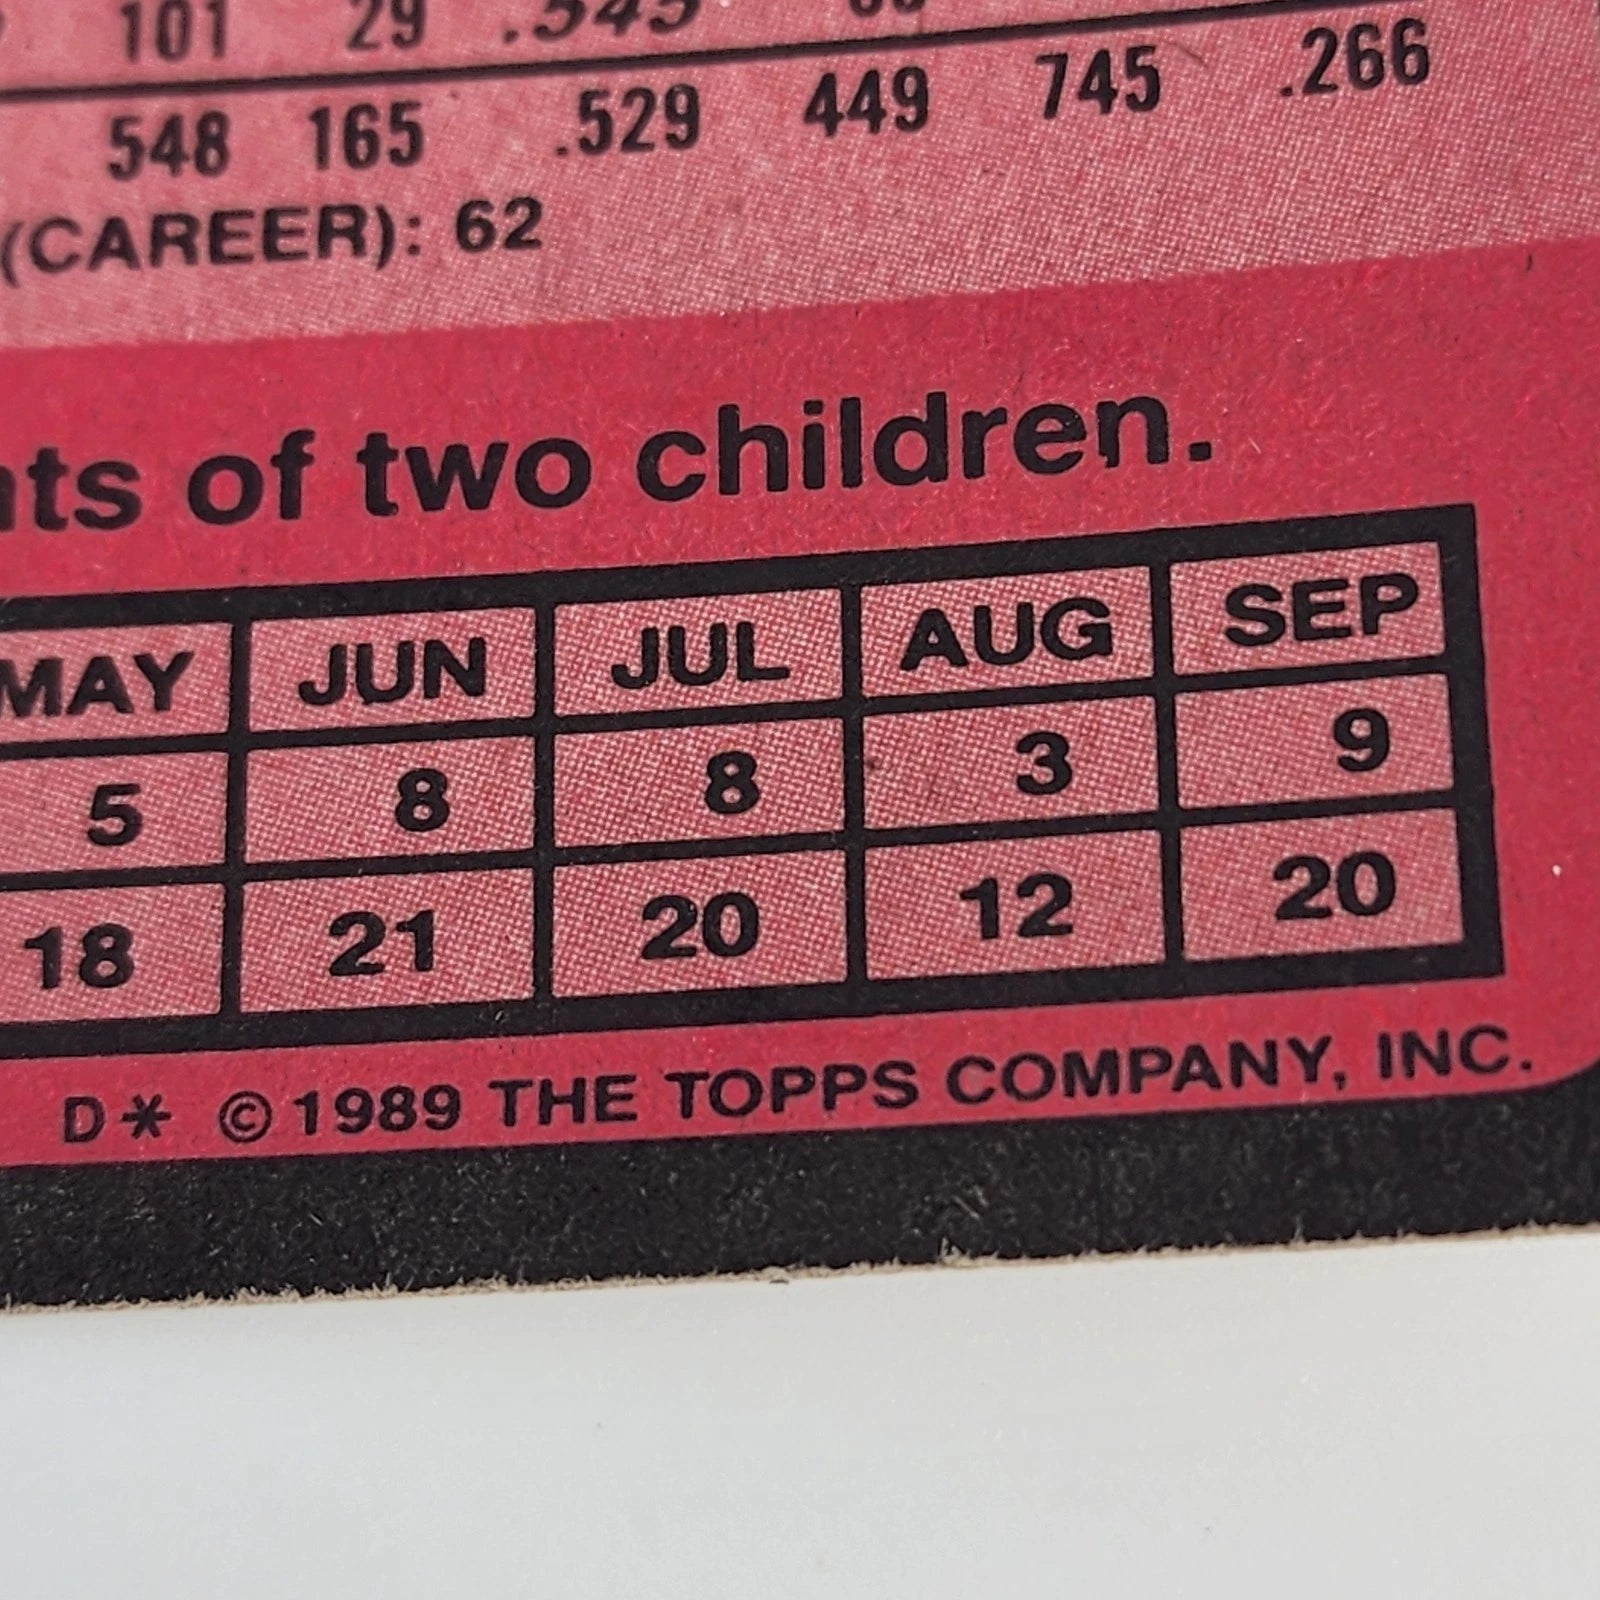 101 29 .545
548 165 .529 449 745 .266
(CAREER): 62
of two children.
MAY JUN JUL AUG SEP
5 8 8 3 9
18 21 20 12 20
D* © 1989 THE TOPPS COMPANY, INC.